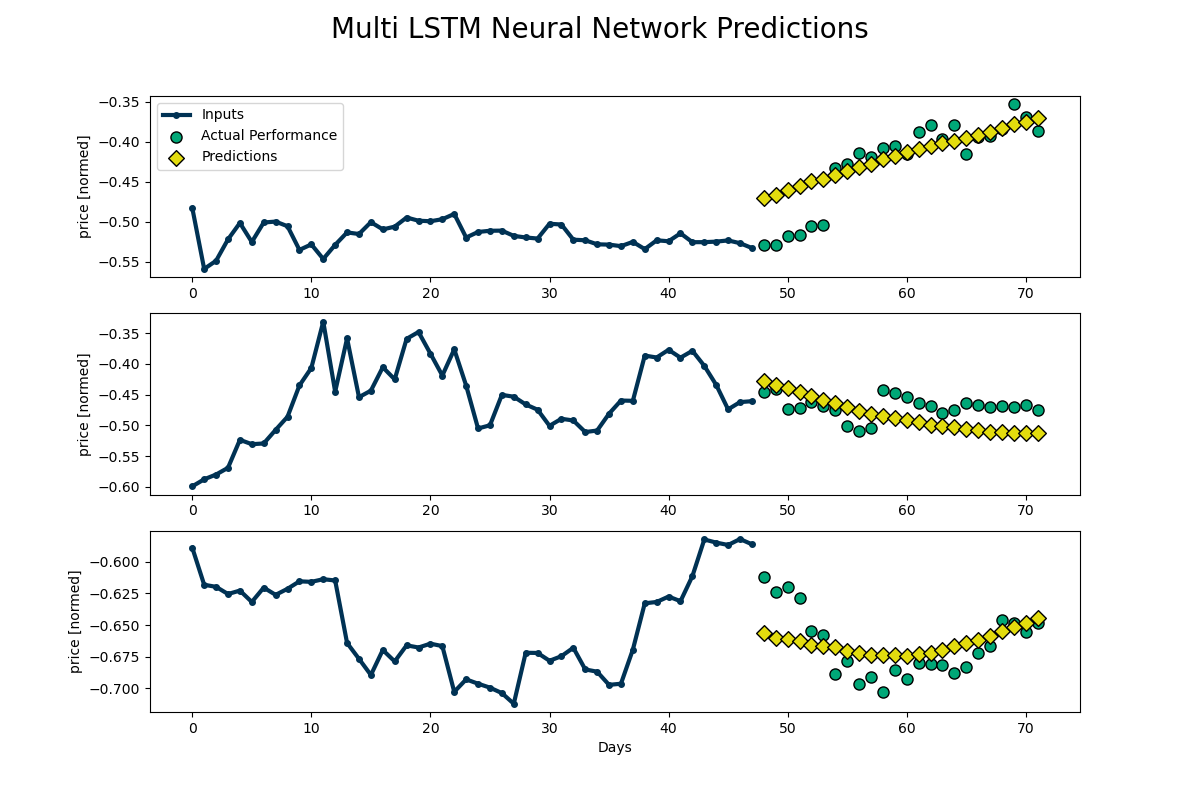 Multi LSTM Neural Network Predictions
−0.35
−0.40
−0.45
−0.50
−0.55
price [normed]
Inputs
Actual Performance
Predictions
0 10 20 30 40 50 60 70
−0.35
−0.40
−0.45
−0.50
−0.55
−0.60
price [normed]
0 10 20 30 40 50 60 70
−0.600
−0.625
−0.650
−0.675
−0.700
price [normed]
0 10 20 30 40 50 60 70
Days